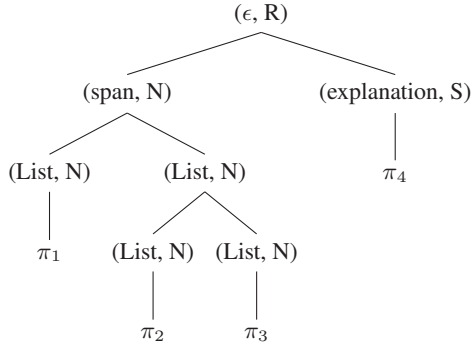 (ϵ, R)
(span, N) (explanation, S)
(List, N) (List, N) π₄
π₁ (List, N) (List, N)
π₂ π₃